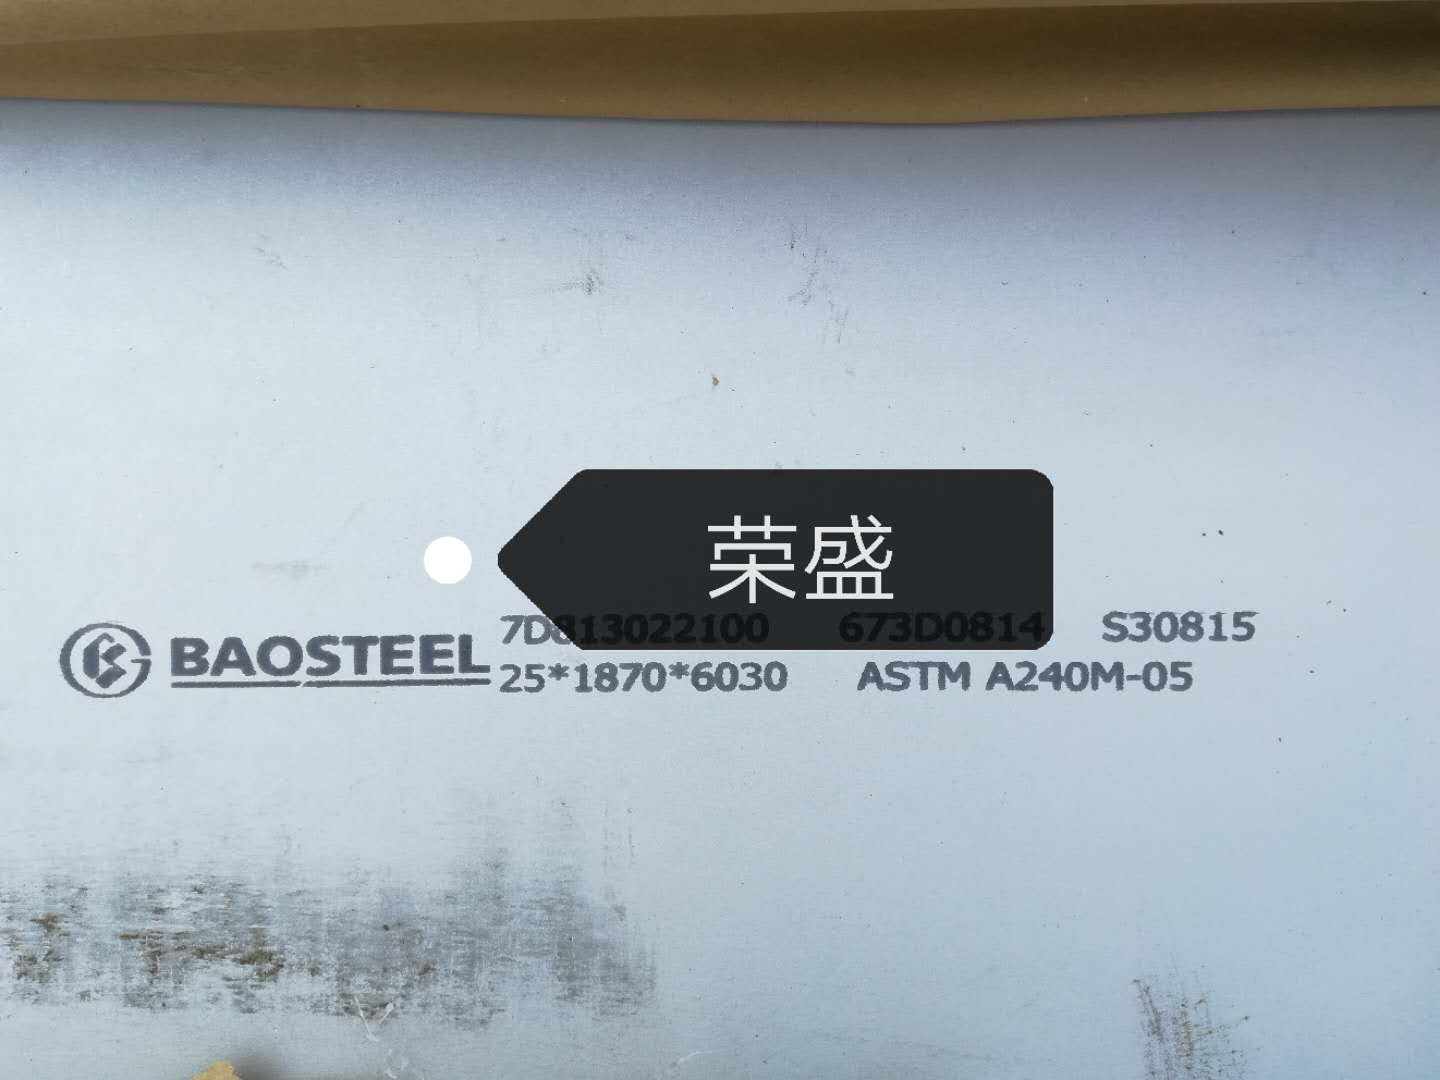 荣盛
BAOSTEEL
7D813022100 673D0814 S30815
25*1870*6030 ASTM A240M-05